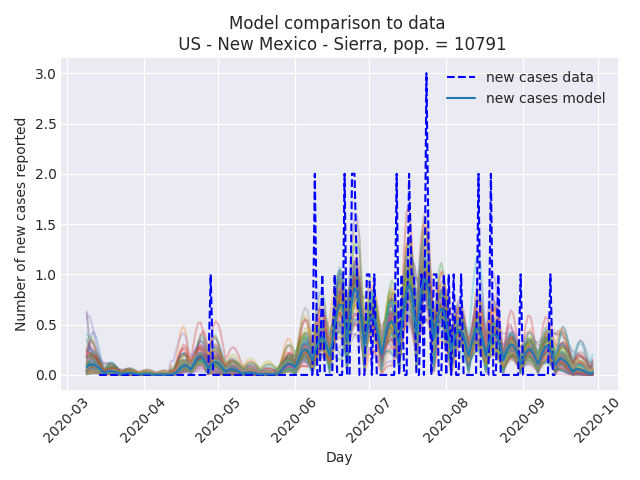 Model comparison to data
US - New Mexico - Sierra, pop. = 10791
new cases data
new cases model
Number of new cases reported
3.0
2.5
2.0
1.5
1.0
0.5
0.0
2020-03
2020-04
2020-05
2020-06
2020-07
2020-08
2020-09
2020-10
Day